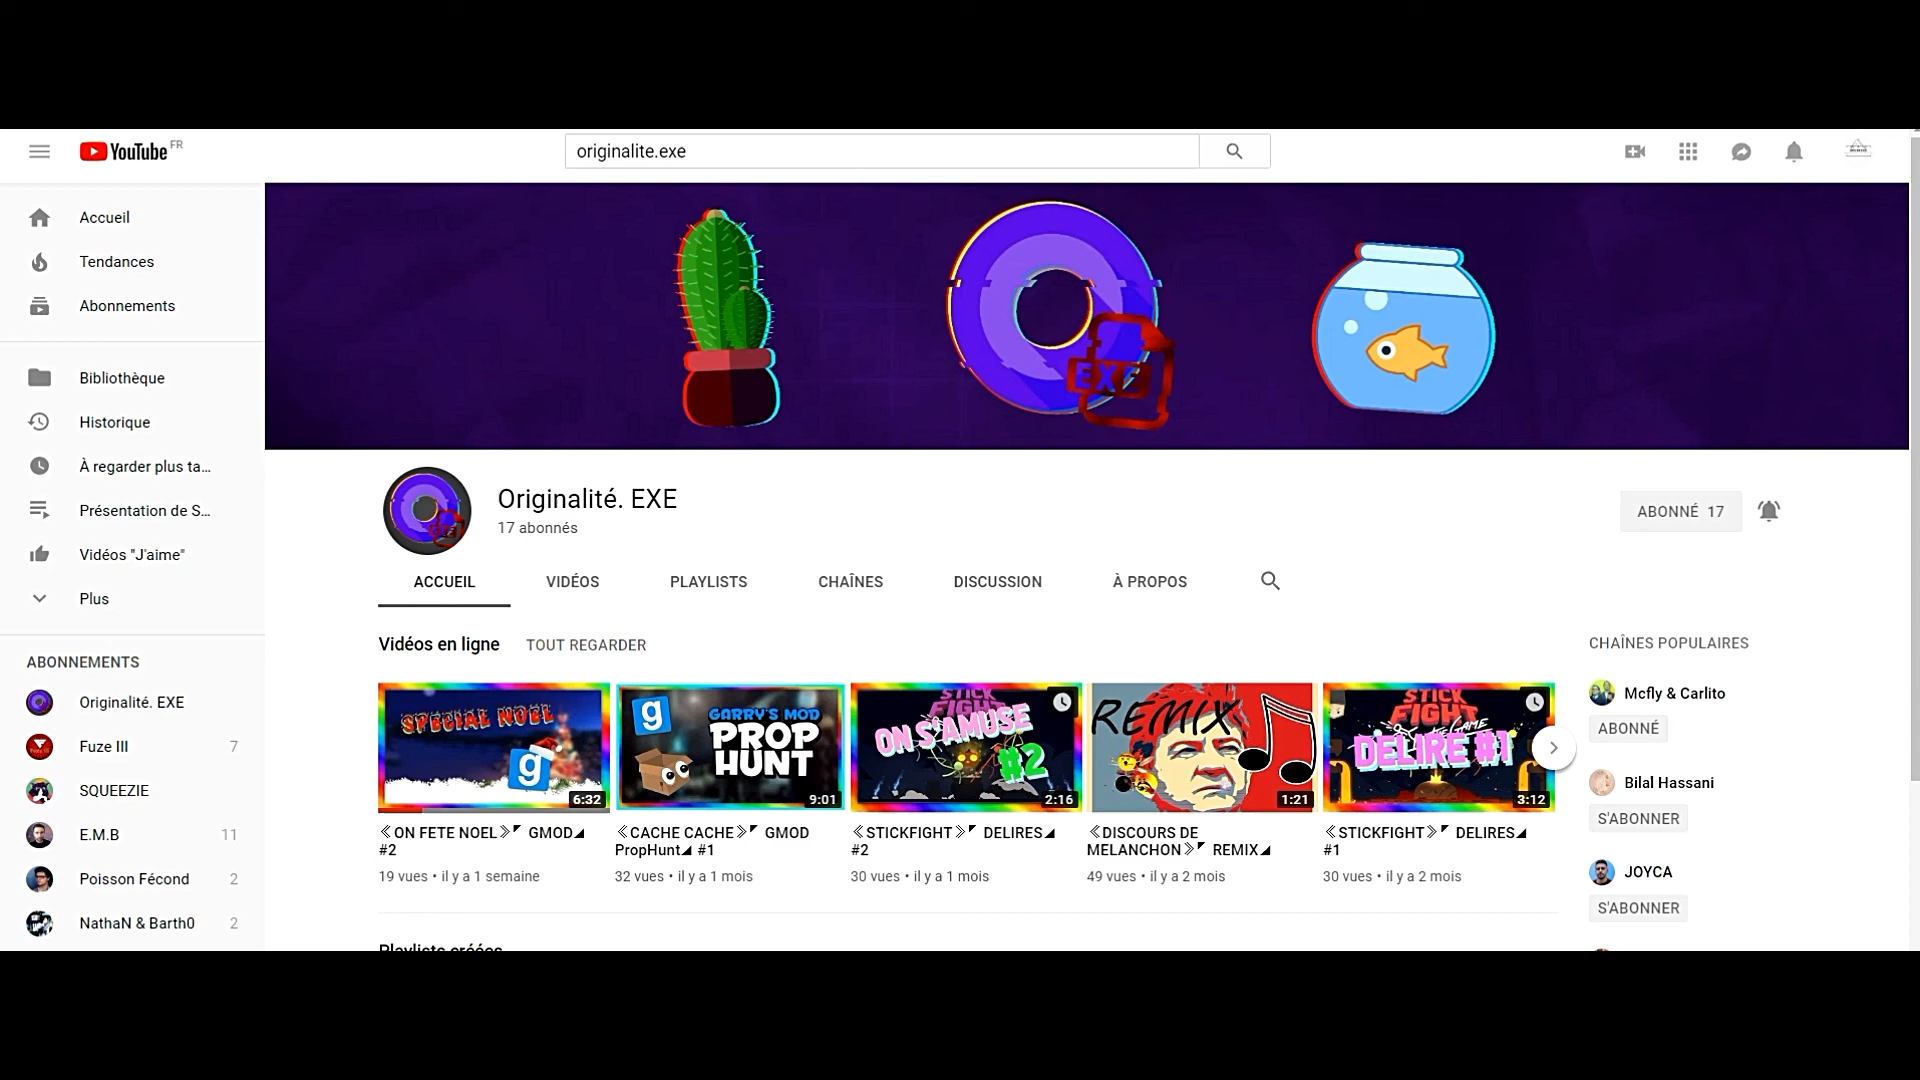 YouTube FR
originalite.exe
Accueil
Tendances
Abonnements
Bibliothèque
Historique
À regarder plus ta...
Présentation de S...
Vidéos "J'aime"
Plus
ABONNEMENTS
Originalité. EXE
Fuze III 7
SQUEEZIE
E.M.B 11
Poisson Fécond 2
NathaN & Barth0 2
EXE
Originalité. EXE
17 abonnés
ABONNÉ 17
ACCUEIL VIDÉOS PLAYLISTS CHAÎNES DISCUSSION À PROPOS
Vidéos en ligne TOUT REGARDER
SPECIAL NOEL
g
6:32
≪ON FETE NOEL≫◤ GMOD◢
#2
19 vues • il y a 1 semaine
g
GARRY'S MOD
PROP
HUNT
9:01
≪CACHE CACHE≫◤ GMOD
PropHunt◢ #1
32 vues • il y a 1 mois
STICK
FIGHT
ON S'AMUSE
#2
2:16
≪STICKFIGHT≫◤ DELIRES◢
#2
30 vues • il y a 1 mois
REMIX
1:21
≪DISCOURS DE
MELANCHON≫◤ REMIX◢
49 vues • il y a 2 mois
STICK
FIGHT
THE GAME
DELIRE #1
3:12
≪STICKFIGHT≫◤ DELIRES◢
#1
30 vues • il y a 2 mois
Playlists créées
CHAÎNES POPULAIRES
Mcfly & Carlito
ABONNÉ
Bilal Hassani
S'ABONNER
JOYCA
S'ABONNER